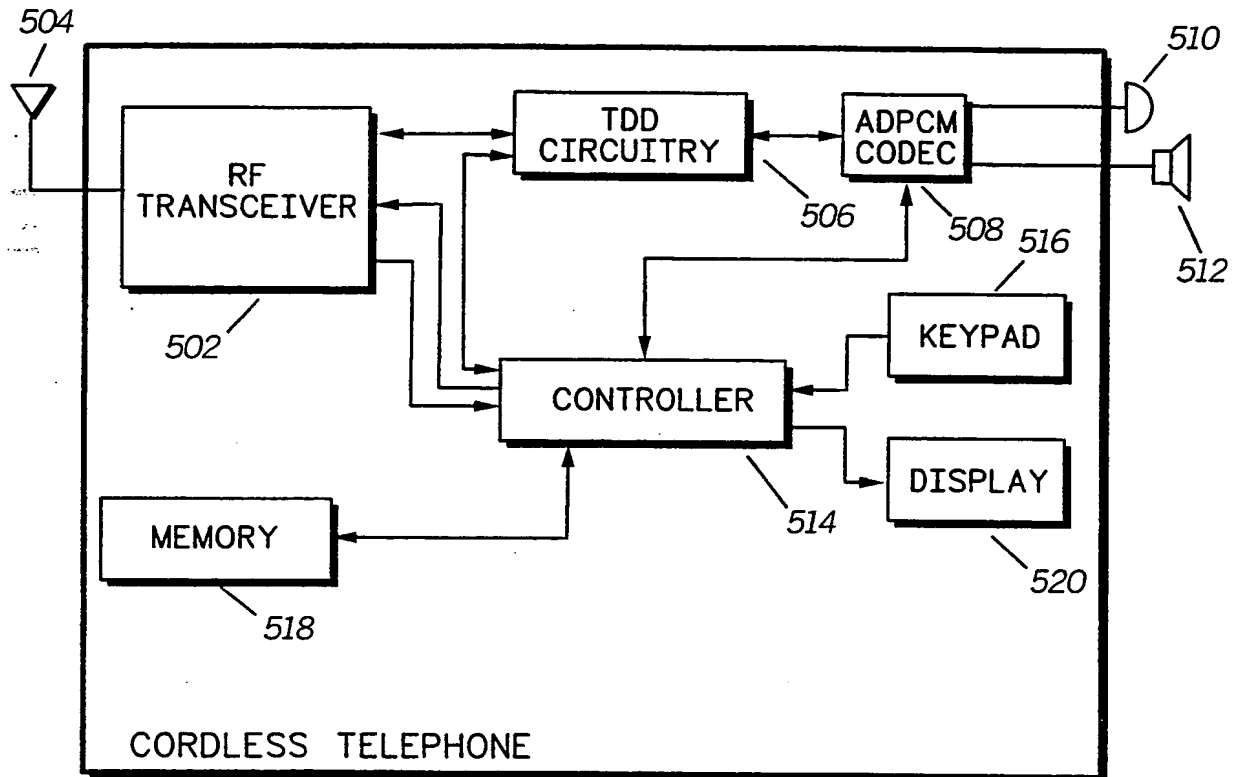 504
510
RF
TRANSCEIVER
TDD
CIRCUITRY
ADPCM
CODEC
506
508
512
516
502
KEYPAD
CONTROLLER
514
DISPLAY
520
MEMORY
518
CORDLESS TELEPHONE